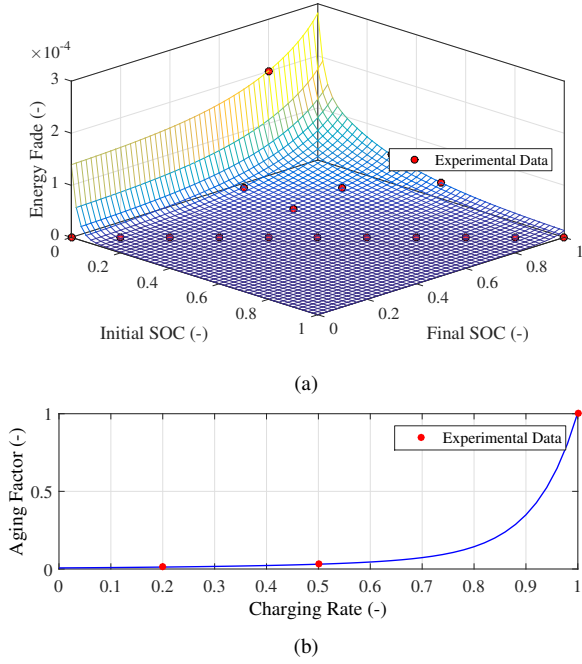 ×10⁻⁴
3
2
1
0
Energy Fade (-)
Experimental Data
0
0.2
0.4
0.6
0.8
1
Initial SOC (-)
0
0.2
0.4
0.6
0.8
1
Final SOC (-)
(a)
1
0.5
0
Aging Factor (-)
Experimental Data
0 0.1 0.2 0.3 0.4 0.5 0.6 0.7 0.8 0.9 1
Charging Rate (-)
(b)